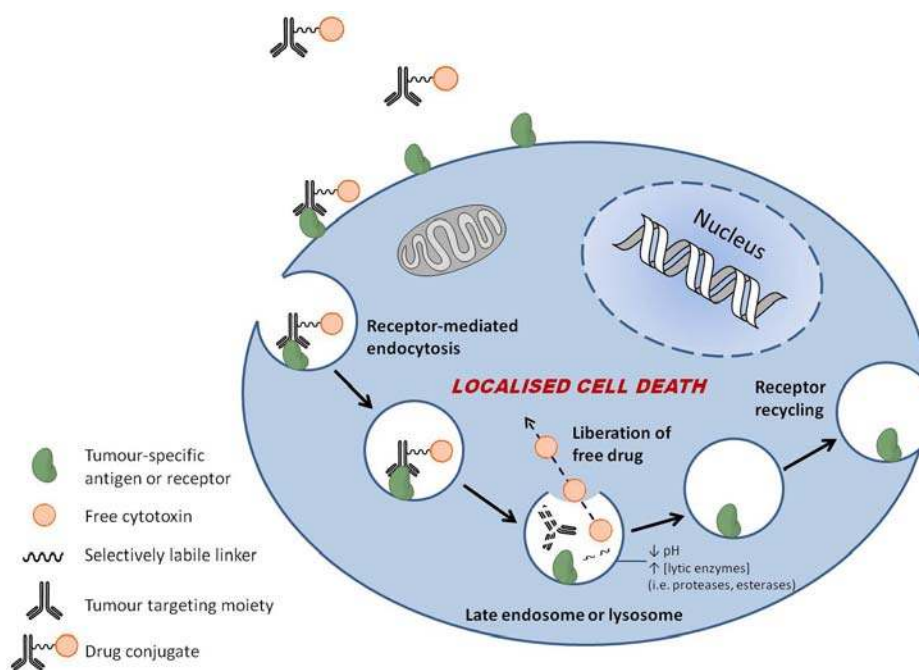 Nucleus
Receptor-mediated
endocytosis
LOCALISED CELL DEATH
Receptor
recycling
Liberation of
free drug
Tumour-specific
antigen or receptor
Free cytotoxin
Selectively labile linker
Tumour targeting moiety
Drug conjugate
↓ pH
↑ [lytic enzymes]
(i.e. proteases, esterases)
Late endosome or lysosome